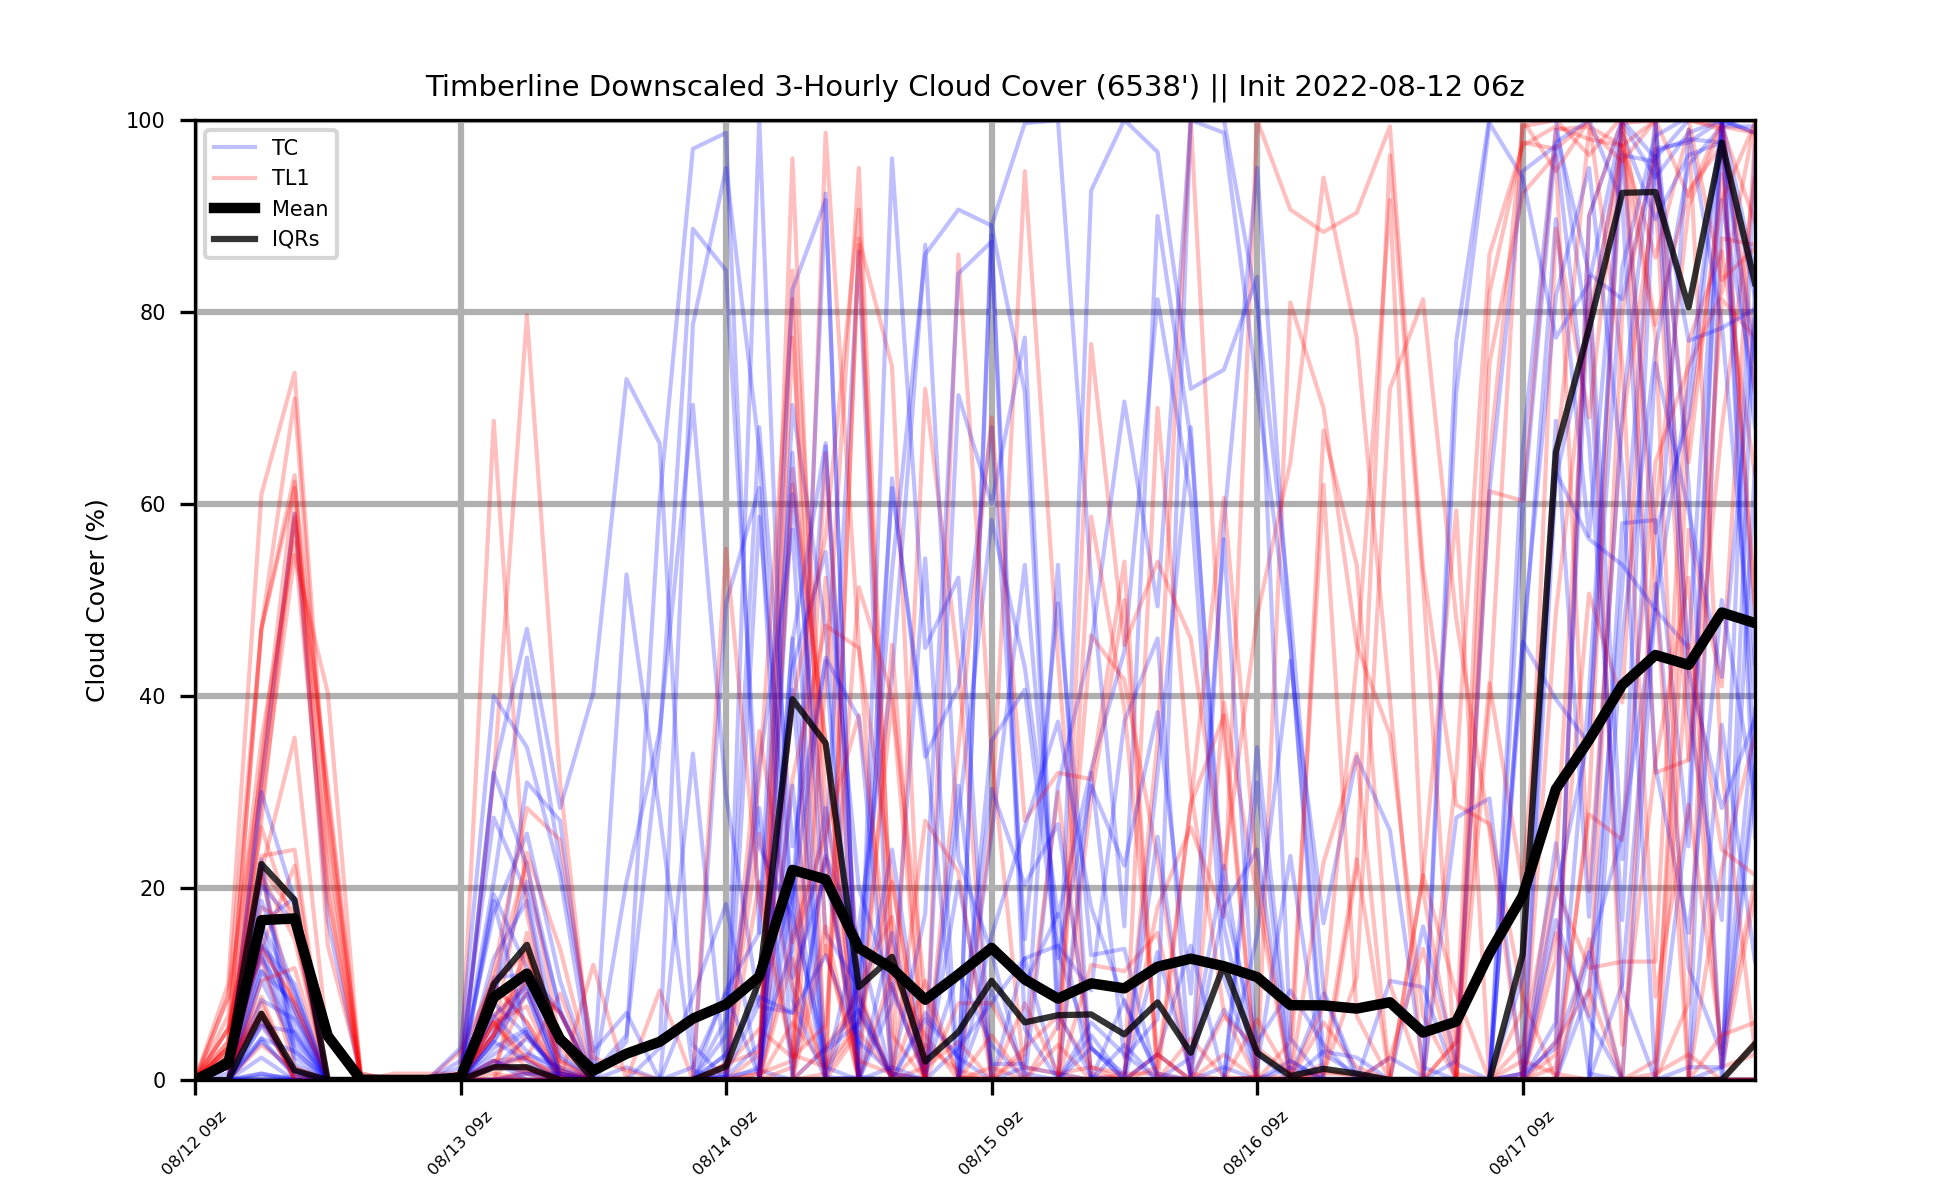 Timberline Downscaled 3-Hourly Cloud Cover (6538') || Init 2022-08-12 06z
TC
TL1
Mean
IQRs
Cloud Cover (%)
100
80
60
40
20
0
08/12 09z
08/13 09z
08/14 09z
08/15 09z
08/16 09z
08/17 09z